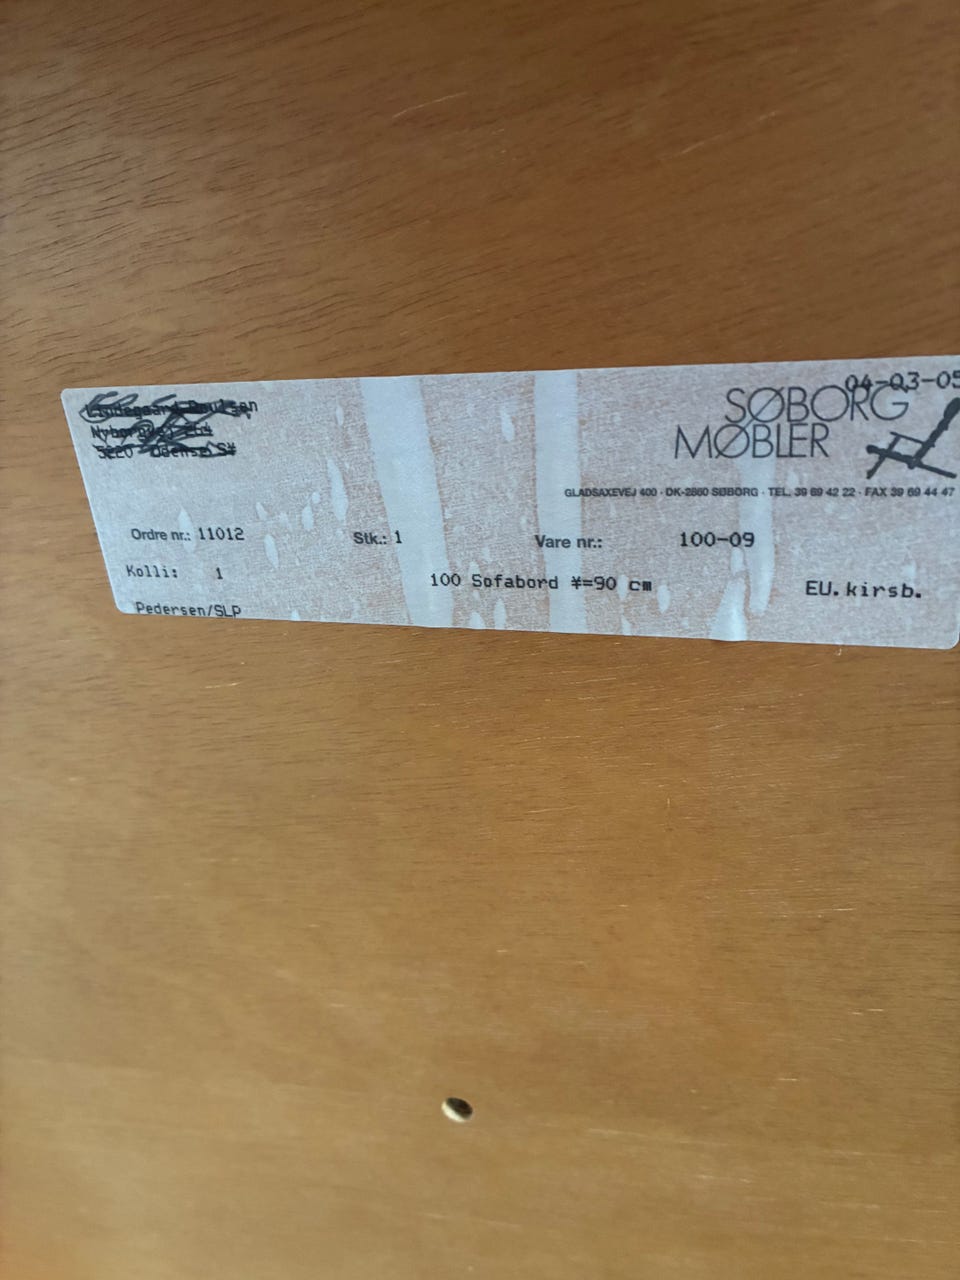 04-03-05
SØBORG
MØBLER
GLADSAXEVEJ 400 · DK-2860 SØBORG · TEL. 39 69 42 22 · FAX 39 69 44 47
Ordre nr.: 11012 Stk.: 1 Vare nr.: 100-09
Kolli: 1 100 Sofabord ¥=90 cm EU.kirsb.
Pedersen/SLP